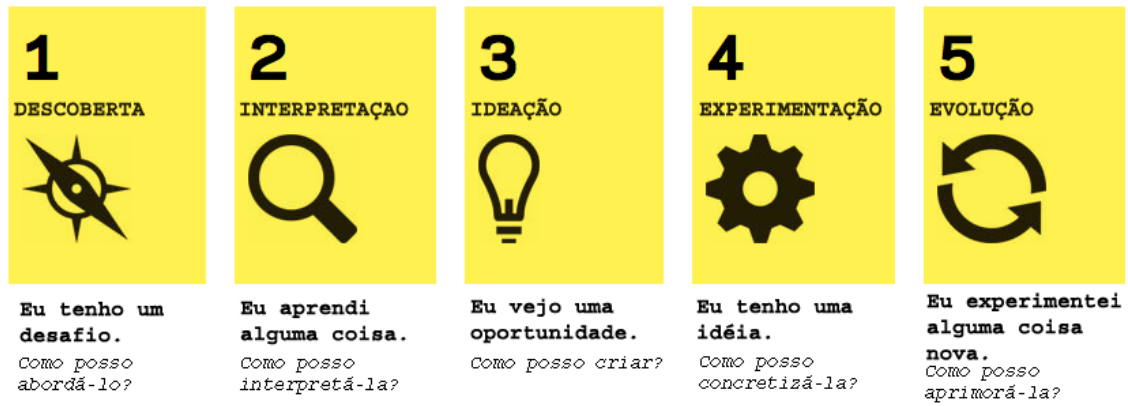 1
DESCOBERTA
Eu tenho um
desafio.
Como posso
abordá-lo?
2
INTERPRETAÇAO
Eu aprendi
alguma coisa.
Como posso
interpretá-la?
3
IDEAÇÃO
Eu vejo uma
oportunidade.
Como posso criar?
4
EXPERIMENTAÇÃO
Eu tenho uma
idéia.
Como posso
concretizá-la?
5
EVOLUÇÃO
Eu experimentei
alguma coisa
nova.
Como posso
aprimorá-la?